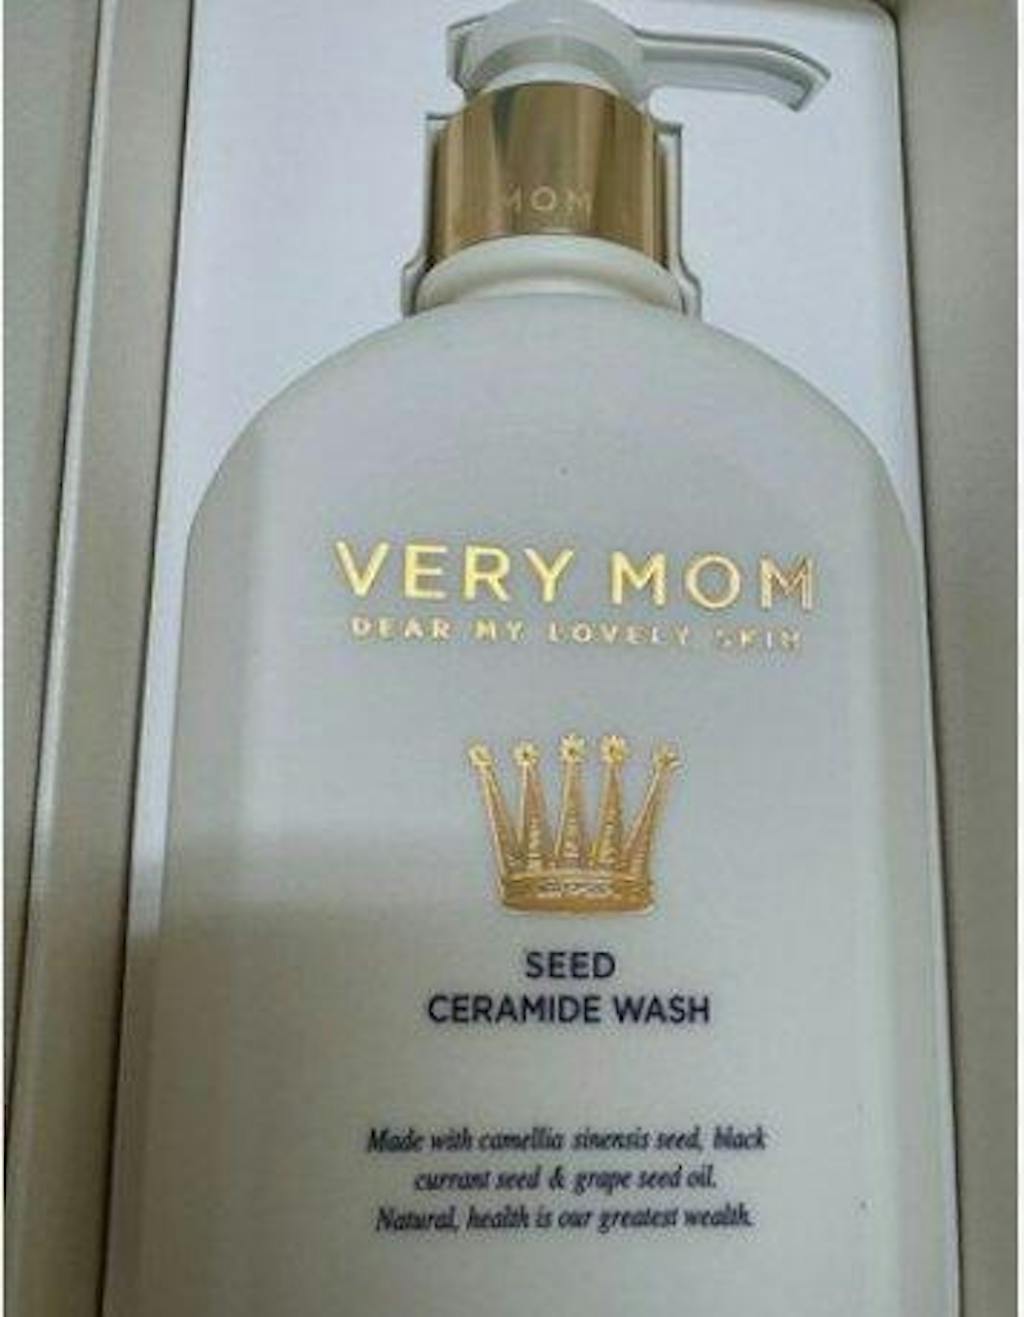 MOM
VERY MOM
DEAR MY LOVELY SKIN
SEED
CERAMIDE WASH
Made with camellia sinensis seed, black
currant seed & grape seed oil.
Natural, health is our greatest wealth.